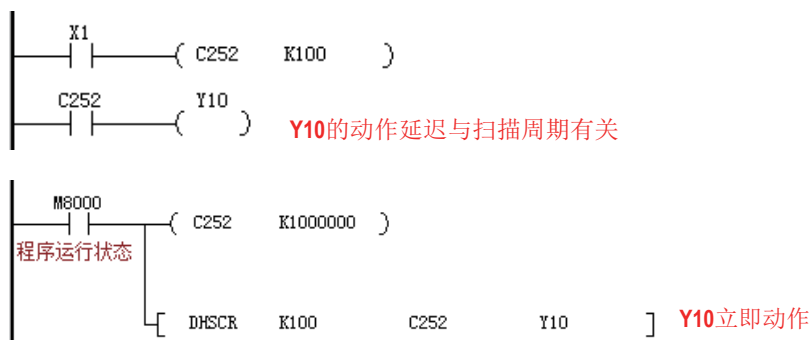 X1
C252 K100
C252 Y10
Y10的动作延迟与扫描周期有关
M8000
C252 K1000000
程序运行状态
DHSCR K100 C252 Y10 Y10立即动作